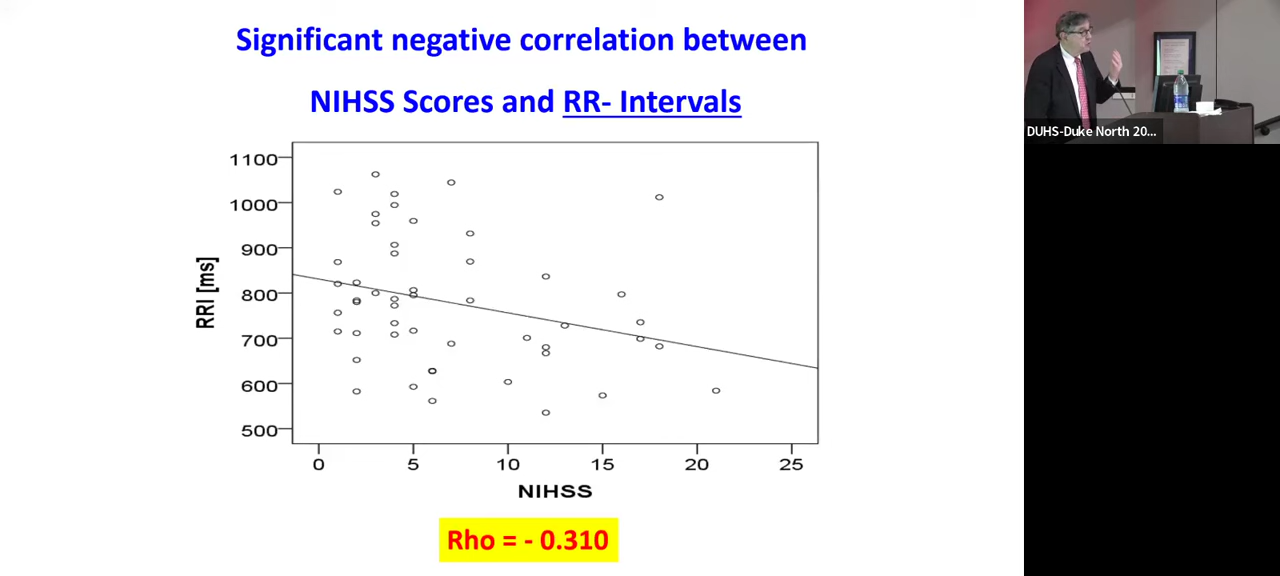 Significant negative correlation between
NIHSS Scores and RR- Intervals
1100
1000
900
800
700
600
500
RRI [ms]
0 5 10 15 20 25
NIHSS
Rho = - 0.310
DUHS-Duke North 20...